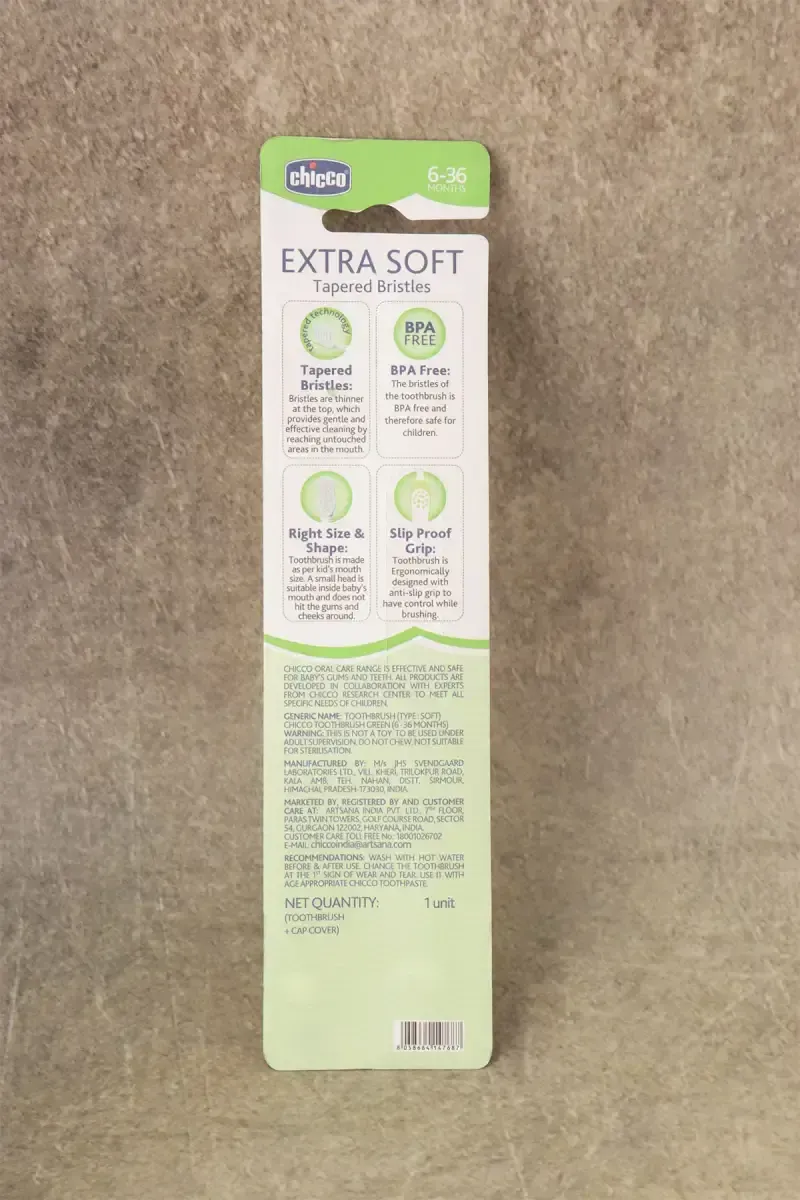 chicco
6-36
MONTHS
EXTRA SOFT
Tapered Bristles
tapered technology
Tapered
Bristles:
Bristles are thinner
at the top, which
provides gentle and
effective cleaning by
reaching untouched
areas in the mouth.
BPA
FREE
BPA Free:
The bristles of
the toothbrush is
BPA free and
therefore safe for
children.
Right Size &
Shape:
Toothbrush is made
as per kid's mouth
size. A small head is
suitable inside baby's
mouth and does not
hit the gums and
cheeks around.
Slip Proof
Grip:
Toothbrush is
Ergonomically
designed with
anti-slip grip to
have control while
brushing.
CHICCO ORAL CARE RANGE IS EFFECTIVE AND SAFE
FOR BABY'S GUMS AND TEETH. ALL PRODUCTS ARE
DEVELOPED IN COLLABORATION WITH EXPERTS
FROM CHICCO RESEARCH CENTER TO MEET ALL
SPECIFIC NEEDS OF CHILDREN.
GENERIC NAME: TOOTHBRUSH (TYPE: SOFT)
CHICCO TOOTHBRUSH GREEN (6-36 MONTHS)
WARNING: THIS IS NOT A TOY TO BE USED UNDER
ADULT SUPERVISION. DO NOT CHEW. NOT SUITABLE
FOR STERILISATION.
MANUFACTURED BY: M/s JHS SVENDGAARD
LABORATORIES LTD., VILL. KHERI, TRILOKPUR ROAD,
KALA AMB, TEH. NAHAN, DISTT. SIRMOUR,
HIMACHAL PRADESH-173030, INDIA.
MARKETED BY, REGISTERED BY AND CUSTOMER
CARE AT: ARTSANA INDIA PVT. LTD., 7TH FLOOR,
PARAS TWIN TOWERS, GOLF COURSE ROAD, SECTOR
54, GURGAON 122002, HARYANA, INDIA.
CUSTOMER CARE TOLL FREE No.: 18001026702
E-MAIL: chiccoindia@artsana.com
RECOMMENDATIONS: WASH WITH HOT WATER
BEFORE & AFTER USE. CHANGE THE TOOTHBRUSH
AT THE 1ST SIGN OF WEAR AND TEAR. USE IT WITH
AGE APPROPRIATE CHICCO TOOTHPASTE.
NET QUANTITY: 1 unit
(TOOTHBRUSH
+ CAP COVER)